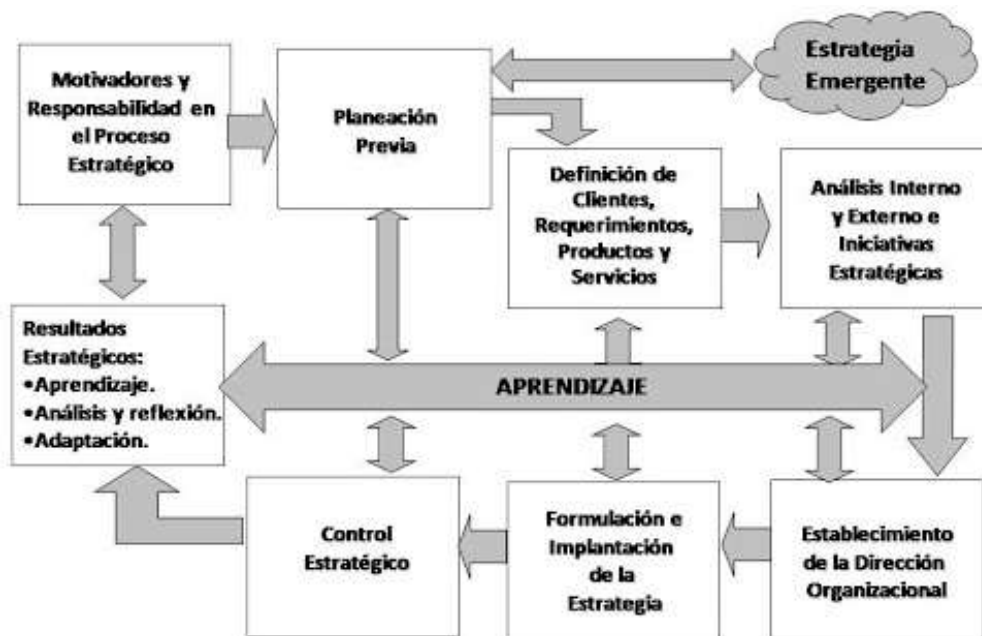 Motivadores y
Responsabilidad en
el Proceso
Estratégico
Planeación
Previa
Estrategia
Emergente
Definición de
Clientes,
Requerimientos,
Productos y
Servicios
Análisis Interno
y Externo e
Iniciativas
Estratégicas
Resultados
Estratégicos:
•Aprendizaje.
•Análisis y reflexión.
•Adaptación.
APRENDIZAJE
Control
Estratégico
Formulación e
Implantación
de la
Estrategia
Establecimiento
de la Dirección
Organizacional